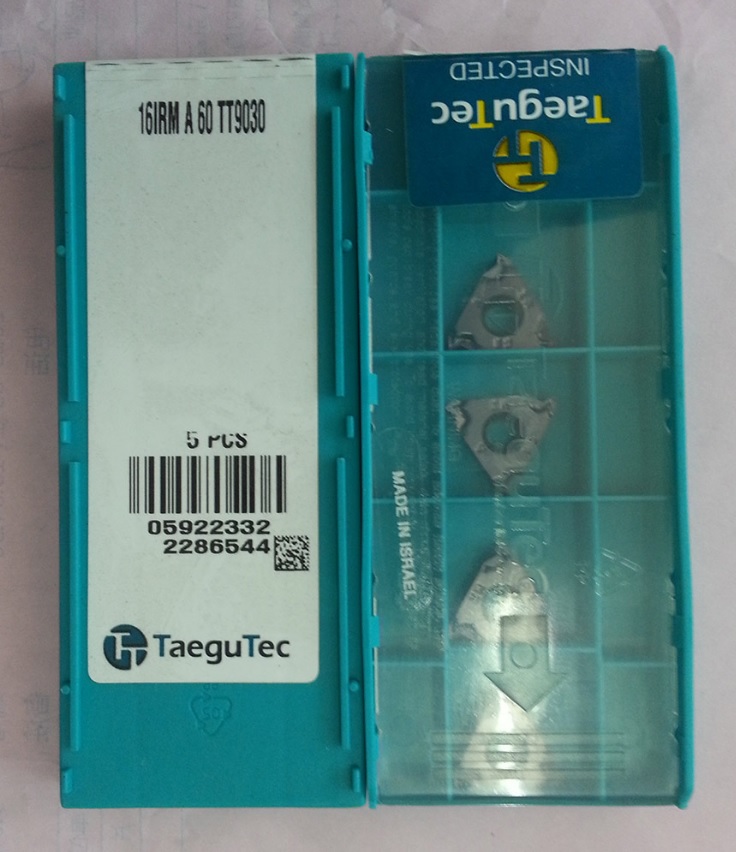 16IRM A 60 TT9030
5 PCS
05922332
2286544
TaeguTec
TaeguTec
INSPECTED
MADE IN ISRAEL